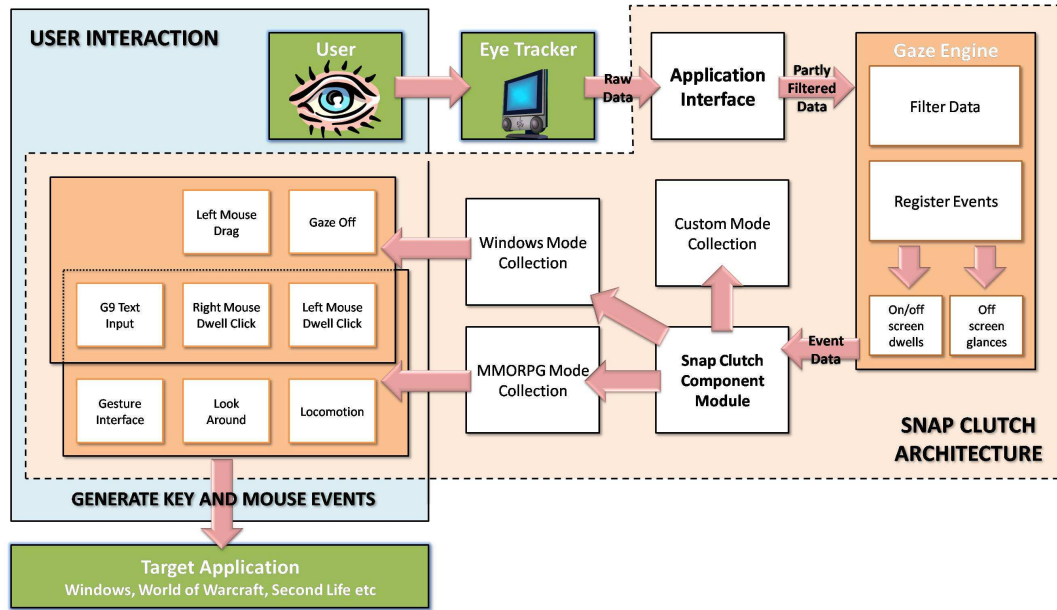 USER INTERACTION
User
Eye Tracker
Raw
Data
Application
Interface
Partly
Filtered
Data
Gaze Engine
Filter Data
Register Events
On/off
screen
dwells
Off
screen
glances
Event
Data
Snap Clutch
Component
Module
Custom Mode
Collection
Windows Mode
Collection
MMORPG Mode
Collection
Left Mouse
Drag
Gaze Off
G9 Text
Input
Right Mouse
Dwell Click
Left Mouse
Dwell Click
Gesture
Interface
Look
Around
Locomotion
SNAP CLUTCH
ARCHITECTURE
GENERATE KEY AND MOUSE EVENTS
Target Application
Windows, World of Warcraft, Second Life etc